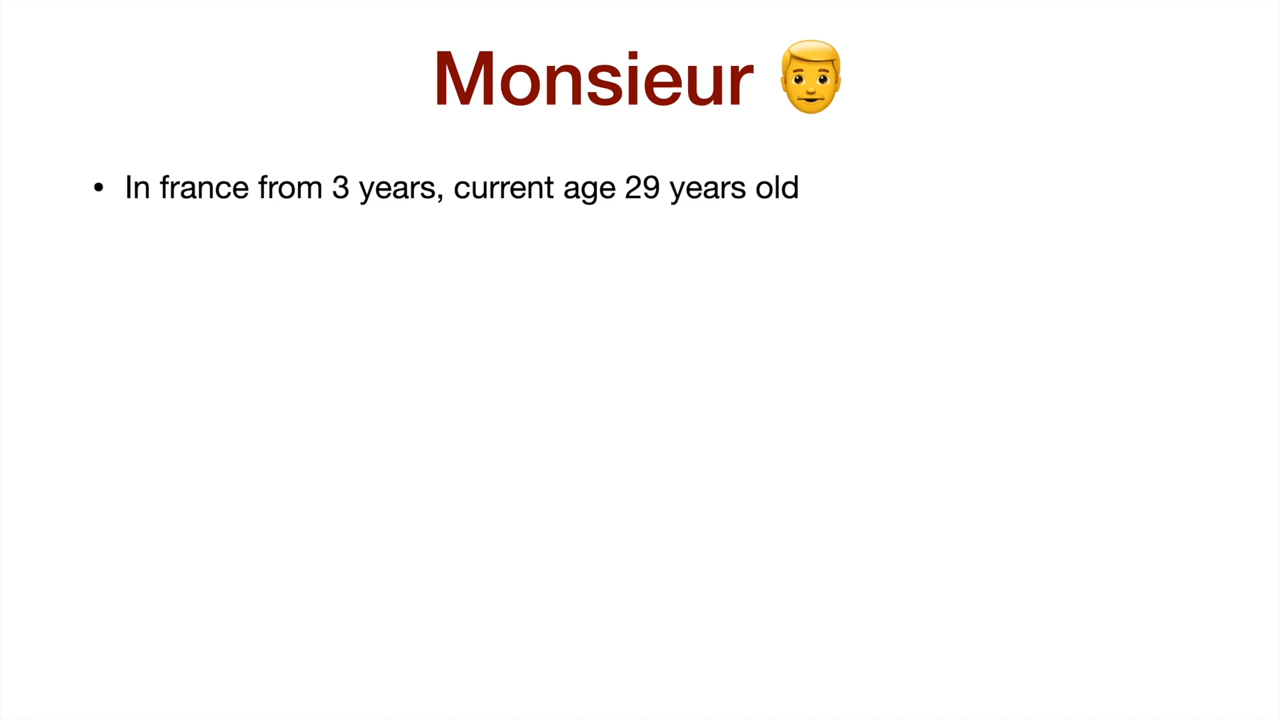 Monsieur 👨
• In france from 3 years, current age 29 years old